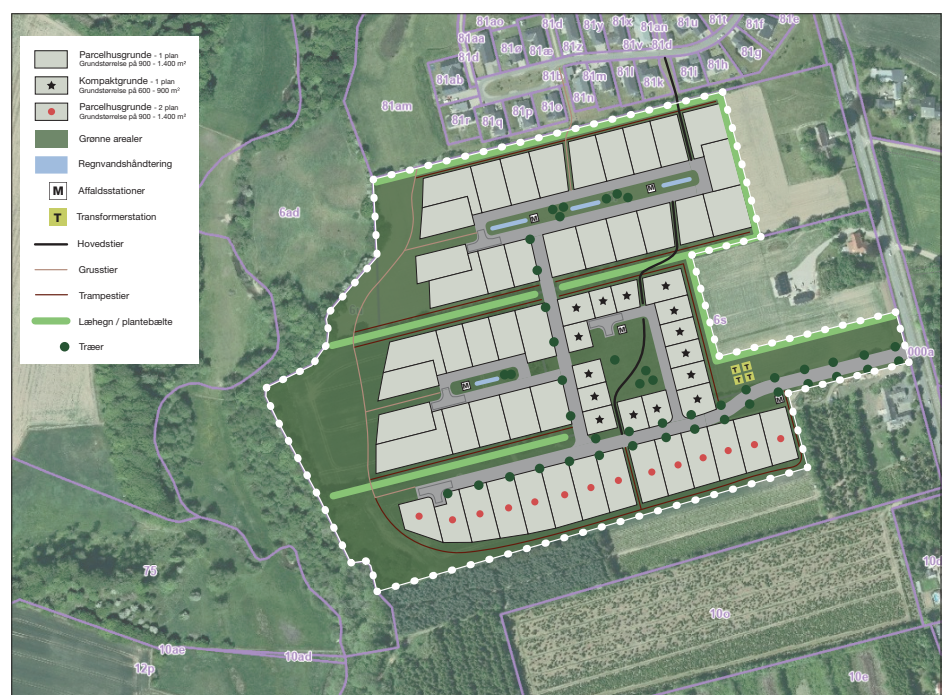 Parcelhusgrunde - 1 plan
Grundstørrelse på 900 - 1.400 m²
Kompaktgrunde - 1 plan
Grundstørrelse på 600 - 900 m²
Parcelhusgrunde - 2 plan
Grundstørrelse på 900 - 1.400 m²
Grønne arealer
Regnvandshåndtering
M Affaldsstationer
T Transformerstation
Hovedstier
Grusstier
Trampestier
Læhegn / plantebælte
Træer
81ao
81d
81y
81x
81an
81u
81t
81f
81e
81aa
81ø
81æ
81z
81v
81d
81g
81d
81ab
81b
81m
81l
81k
81i
81h
81am
81r
81q
81p
81o
81n
6ad
M
M
6s
M
000a
M
T T
T T
M
75
10o
10ae
10ad
12p
10e